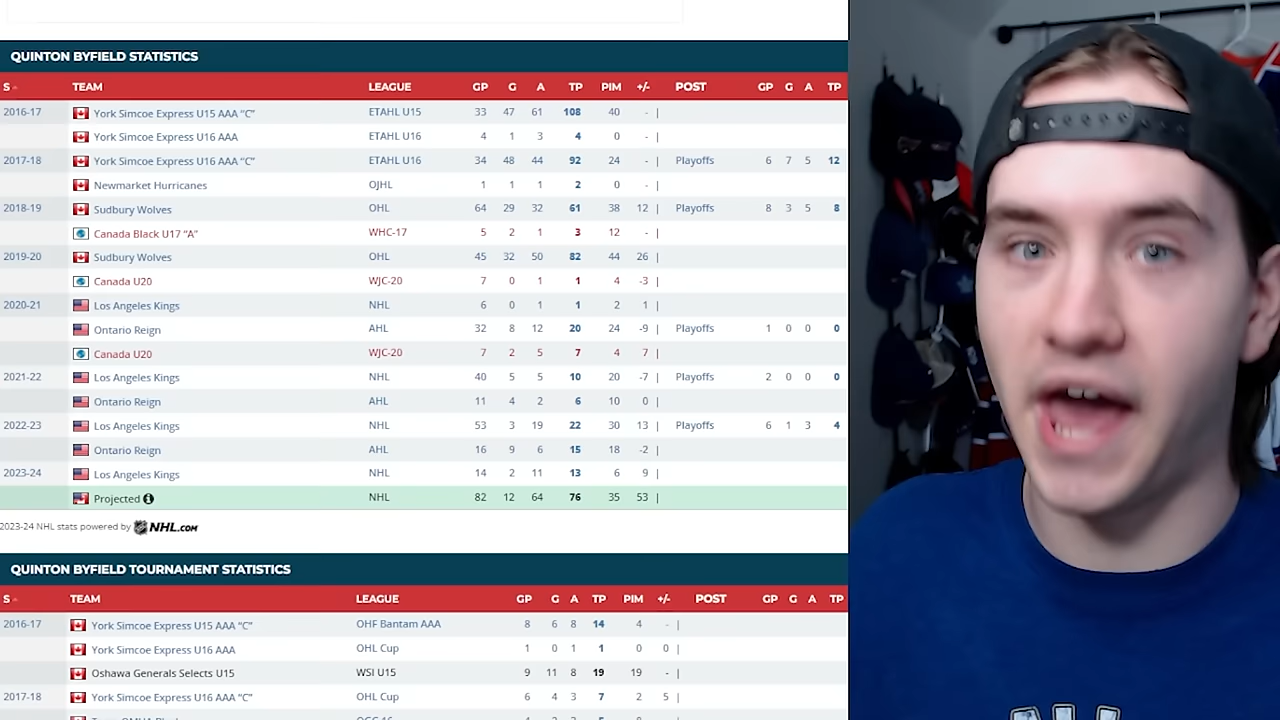 QUINTON BYFIELD STATISTICS
S TEAM LEAGUE GP G A TP PIM +/- POST GP G A TP
2016-17 York Simcoe Express U15 AAA "C" ETAHL U15 33 47 61 108 40 - |
York Simcoe Express U16 AAA ETAHL U16 4 1 3 4 0 - |
2017-18 York Simcoe Express U16 AAA "C" ETAHL U16 34 48 44 92 24 - | Playoffs 6 7 5 12
Newmarket Hurricanes OJHL 1 1 1 2 0 - |
2018-19 Sudbury Wolves OHL 64 29 32 61 38 12 | Playoffs 8 3 5 8
Canada Black U17 "A" WHC-17 5 2 1 3 12 - |
2019-20 Sudbury Wolves OHL 45 32 50 82 44 26 |
Canada U20 WJC-20 7 0 1 1 4 -3 |
2020-21 Los Angeles Kings NHL 6 0 1 1 2 1 |
Ontario Reign AHL 32 8 12 20 24 -9 | Playoffs 1 0 0 0
Canada U20 WJC-20 7 2 5 7 4 7 |
2021-22 Los Angeles Kings NHL 40 5 5 10 20 -7 | Playoffs 2 0 0 0
Ontario Reign AHL 11 4 2 6 10 0 |
2022-23 Los Angeles Kings NHL 53 3 19 22 30 13 | Playoffs 6 1 3 4
Ontario Reign AHL 16 9 6 15 18 -2 |
2023-24 Los Angeles Kings NHL 14 2 11 13 6 9 |
Projected NHL 82 12 64 76 35 53 |
2023-24 NHL stats powered by NHL.COM
QUINTON BYFIELD TOURNAMENT STATISTICS
S TEAM LEAGUE GP G A TP PIM +/- POST GP G A TP
2016-17 York Simcoe Express U15 AAA "C" OHF Bantam AAA 8 6 8 14 4 - |
York Simcoe Express U16 AAA OHL Cup 1 0 1 1 0 0 |
Oshawa Generals Selects U15 WSI U15 9 11 8 19 19 - |
2017-18 York Simcoe Express U16 AAA "C" OHL Cup 6 4 3 7 2 5 |